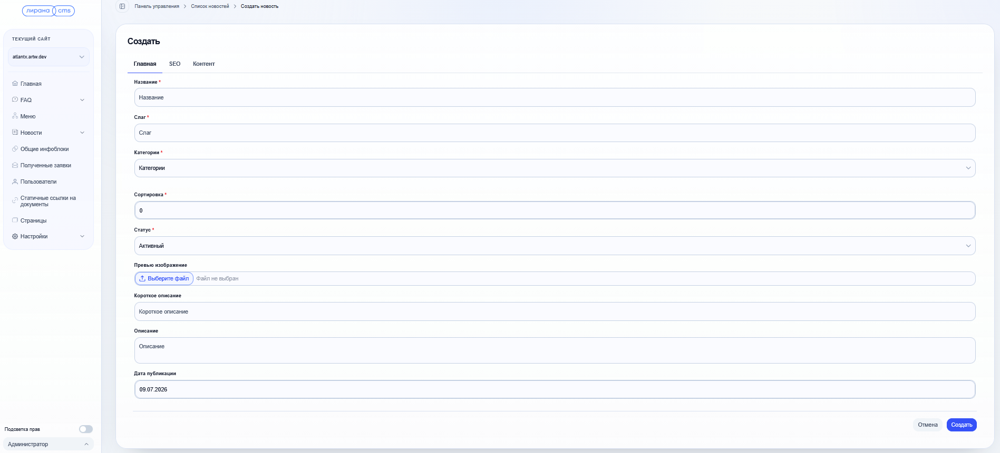 лирана cms
ТЕКУЩИЙ САЙТ
atlantx.artw.dev
Главная
FAQ
Меню
Новости
Общие инфоблоки
Полученные заявки
Пользователи
Статичные ссылки на
документы
Страницы
Настройки
Подсветка прав
Администратор
Панель управления > Список новостей > Создать новость
Создать
Главная SEO Контент
Название *
Название
Слаг *
Слаг
Категории *
Категории
Сортировка *
0
Статус *
Активный
Превью изображение
Выберите файл Файл не выбран
Короткое описание
Короткое описание
Описание
Описание
Дата публикации
09.07.2026
Отмена Создать